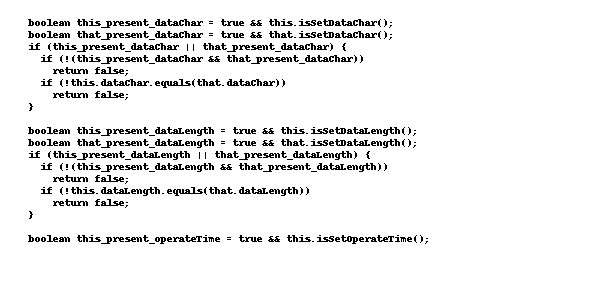 boolean this_present_dataChar = true && this.isSetDataChar();
boolean that_present_dataChar = true && that.isSetDataChar();
if (this_present_dataChar || that_present_dataChar) {
if (!(this_present_dataChar && that_present_dataChar))
return false;
if (!this.dataChar.equals(that.dataChar))
return false;
}
boolean this_present_dataLength = true && this.isSetDataLength();
boolean that_present_dataLength = true && that.isSetDataLength();
if (this_present_dataLength || that_present_dataLength) {
if (!(this_present_dataLength && that_present_dataLength))
return false;
if (!this.dataLength.equals(that.dataLength))
return false;
}
boolean this_present_operateTime = true && this.isSetOperateTime();